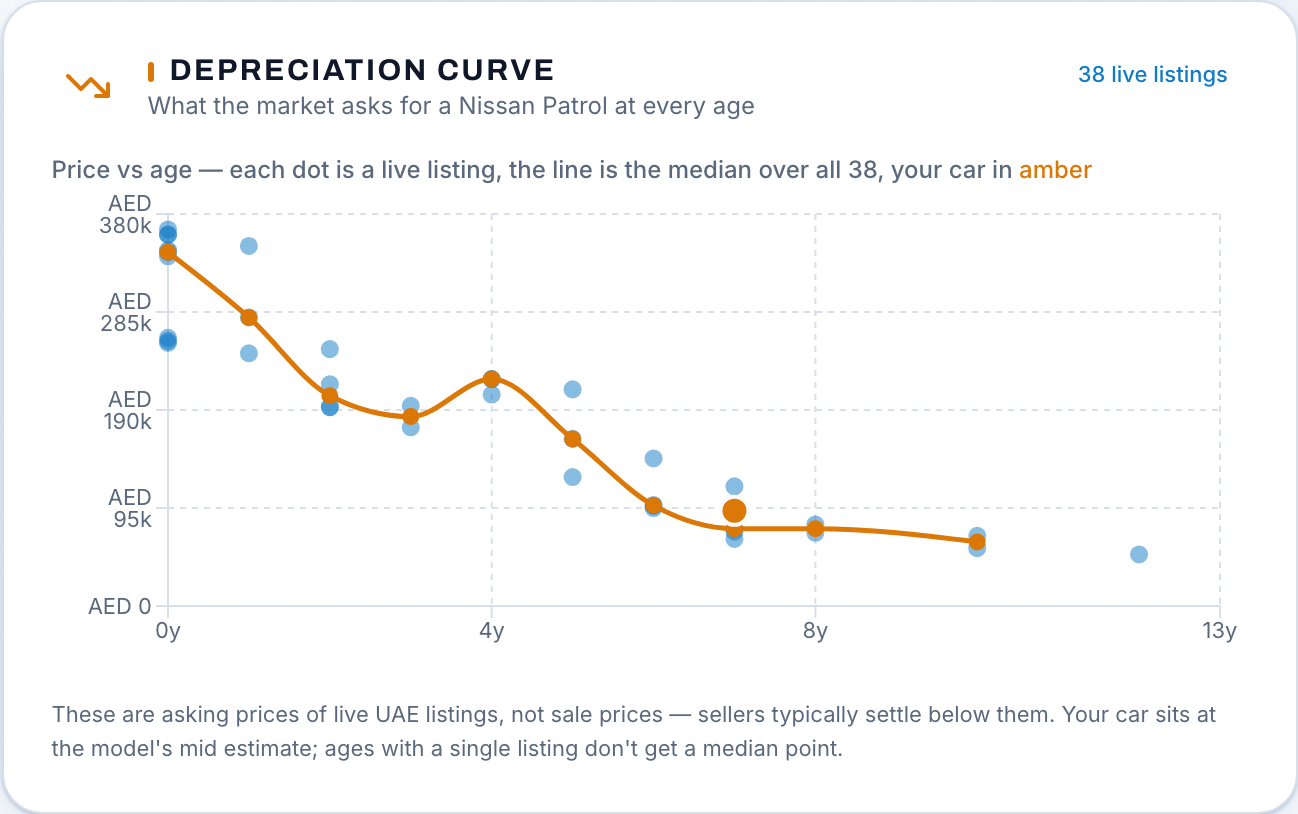 DEPRECIATION CURVE
38 live listings
What the market asks for a Nissan Patrol at every age
Price vs age — each dot is a live listing, the line is the median over all 38, your car in amber
AED
380k
AED
285k
AED
190k
AED
95k
AED 0
0y
4y
8y
13y
These are asking prices of live UAE listings, not sale prices — sellers typically settle below them. Your car sits at
the model's mid estimate; ages with a single listing don't get a median point.